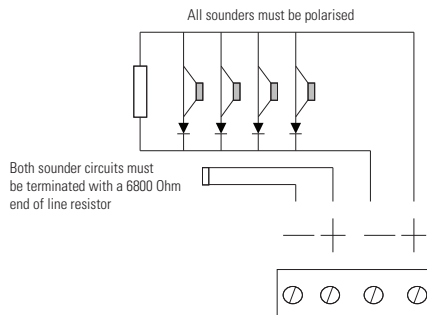 All sounders must be polarised
Both sounder circuits must
be terminated with a 6800 Ohm
end of line resistor
— + — +